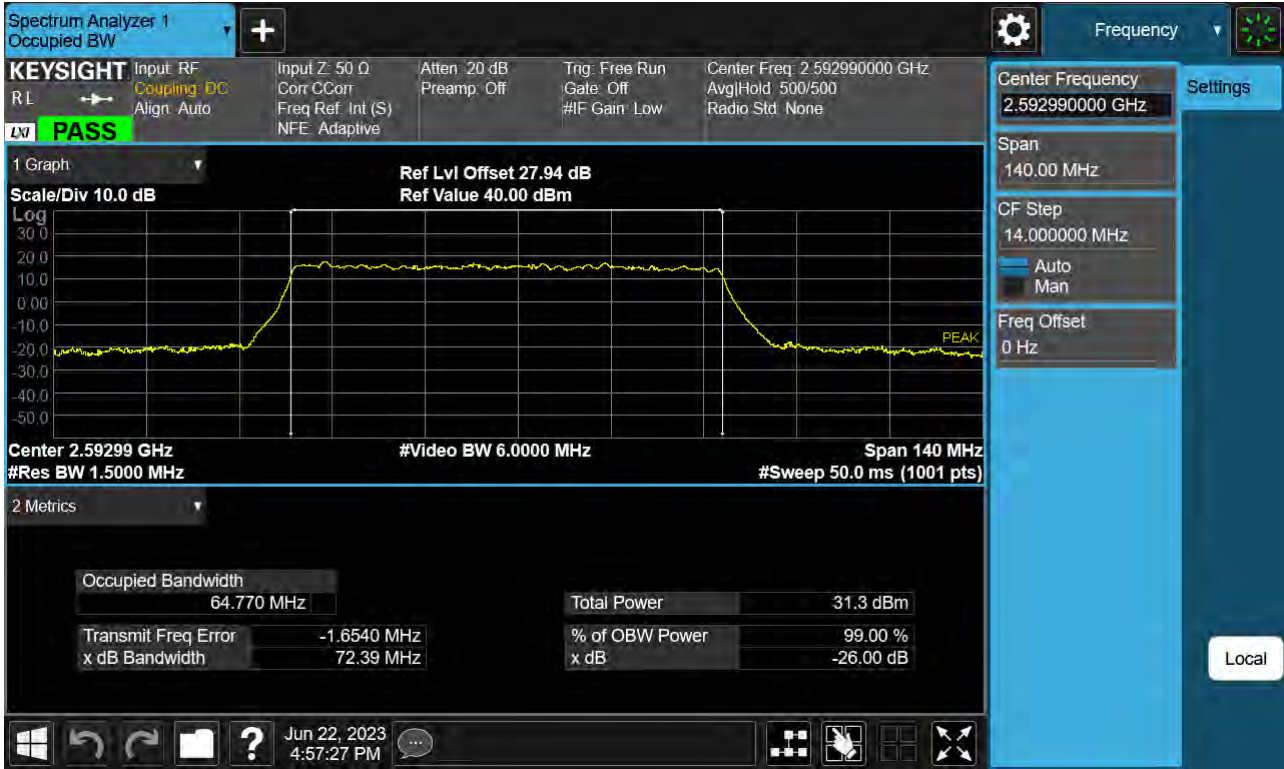 Spectrum Analyzer 1
Occupied BW
Frequency
KEYSIGHT
RL
LXI
PASS
Input: RF
Coupling: DC
Align: Auto
Input Z: 50 Ω
Corr CCorr
Freq Ref: Int (S)
NFE: Adaptive
Atten: 20 dB
Preamp: Off
Trig: Free Run
Gate: Off
#IF Gain: Low
Center Freq: 2.592990000 GHz
Avg|Hold: 500/500
Radio Std: None
Center Frequency
2.592990000 GHz
Settings
Span
140.00 MHz
CF Step
14.000000 MHz
Auto
Man
Freq Offset
0 Hz
Local
1 Graph
Scale/Div 10.0 dB
Ref Lvl Offset 27.94 dB
Ref Value 40.00 dBm
Log
30.0
20.0
10.0
0.00
-10.0
-20.0
-30.0
-40.0
-50.0
PEAK
Center 2.59299 GHz
#Video BW 6.0000 MHz
Span 140 MHz
#Res BW 1.5000 MHz
#Sweep 50.0 ms (1001 pts)
2 Metrics
Occupied Bandwidth
64.770 MHz
Total Power 31.3 dBm
Transmit Freq Error -1.6540 MHz
% of OBW Power 99.00 %
x dB Bandwidth 72.39 MHz
x dB -26.00 dB
Jun 22, 2023
4:57:27 PM